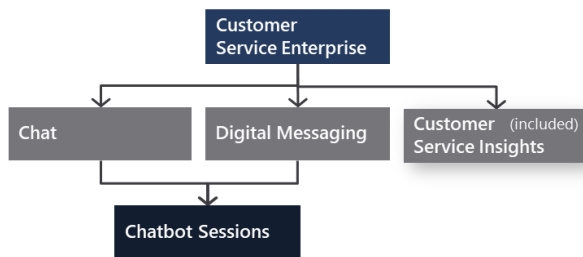 Customer
Service Enterprise
Chat
Digital Messaging
Customer (included)
Service Insights
Chatbot Sessions